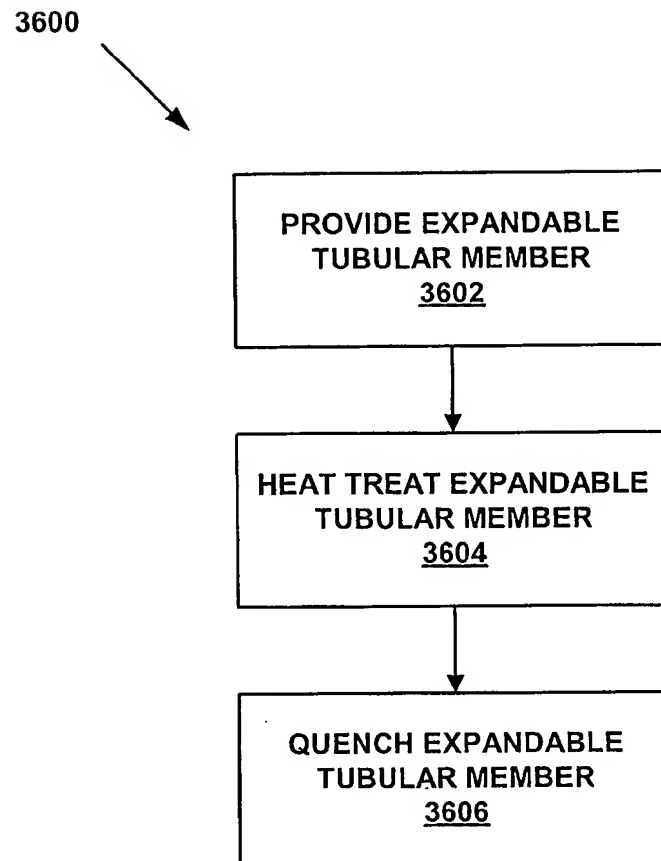 3600
PROVIDE EXPANDABLE
TUBULAR MEMBER
3602
HEAT TREAT EXPANDABLE
TUBULAR MEMBER
3604
QUENCH EXPANDABLE
TUBULAR MEMBER
3606